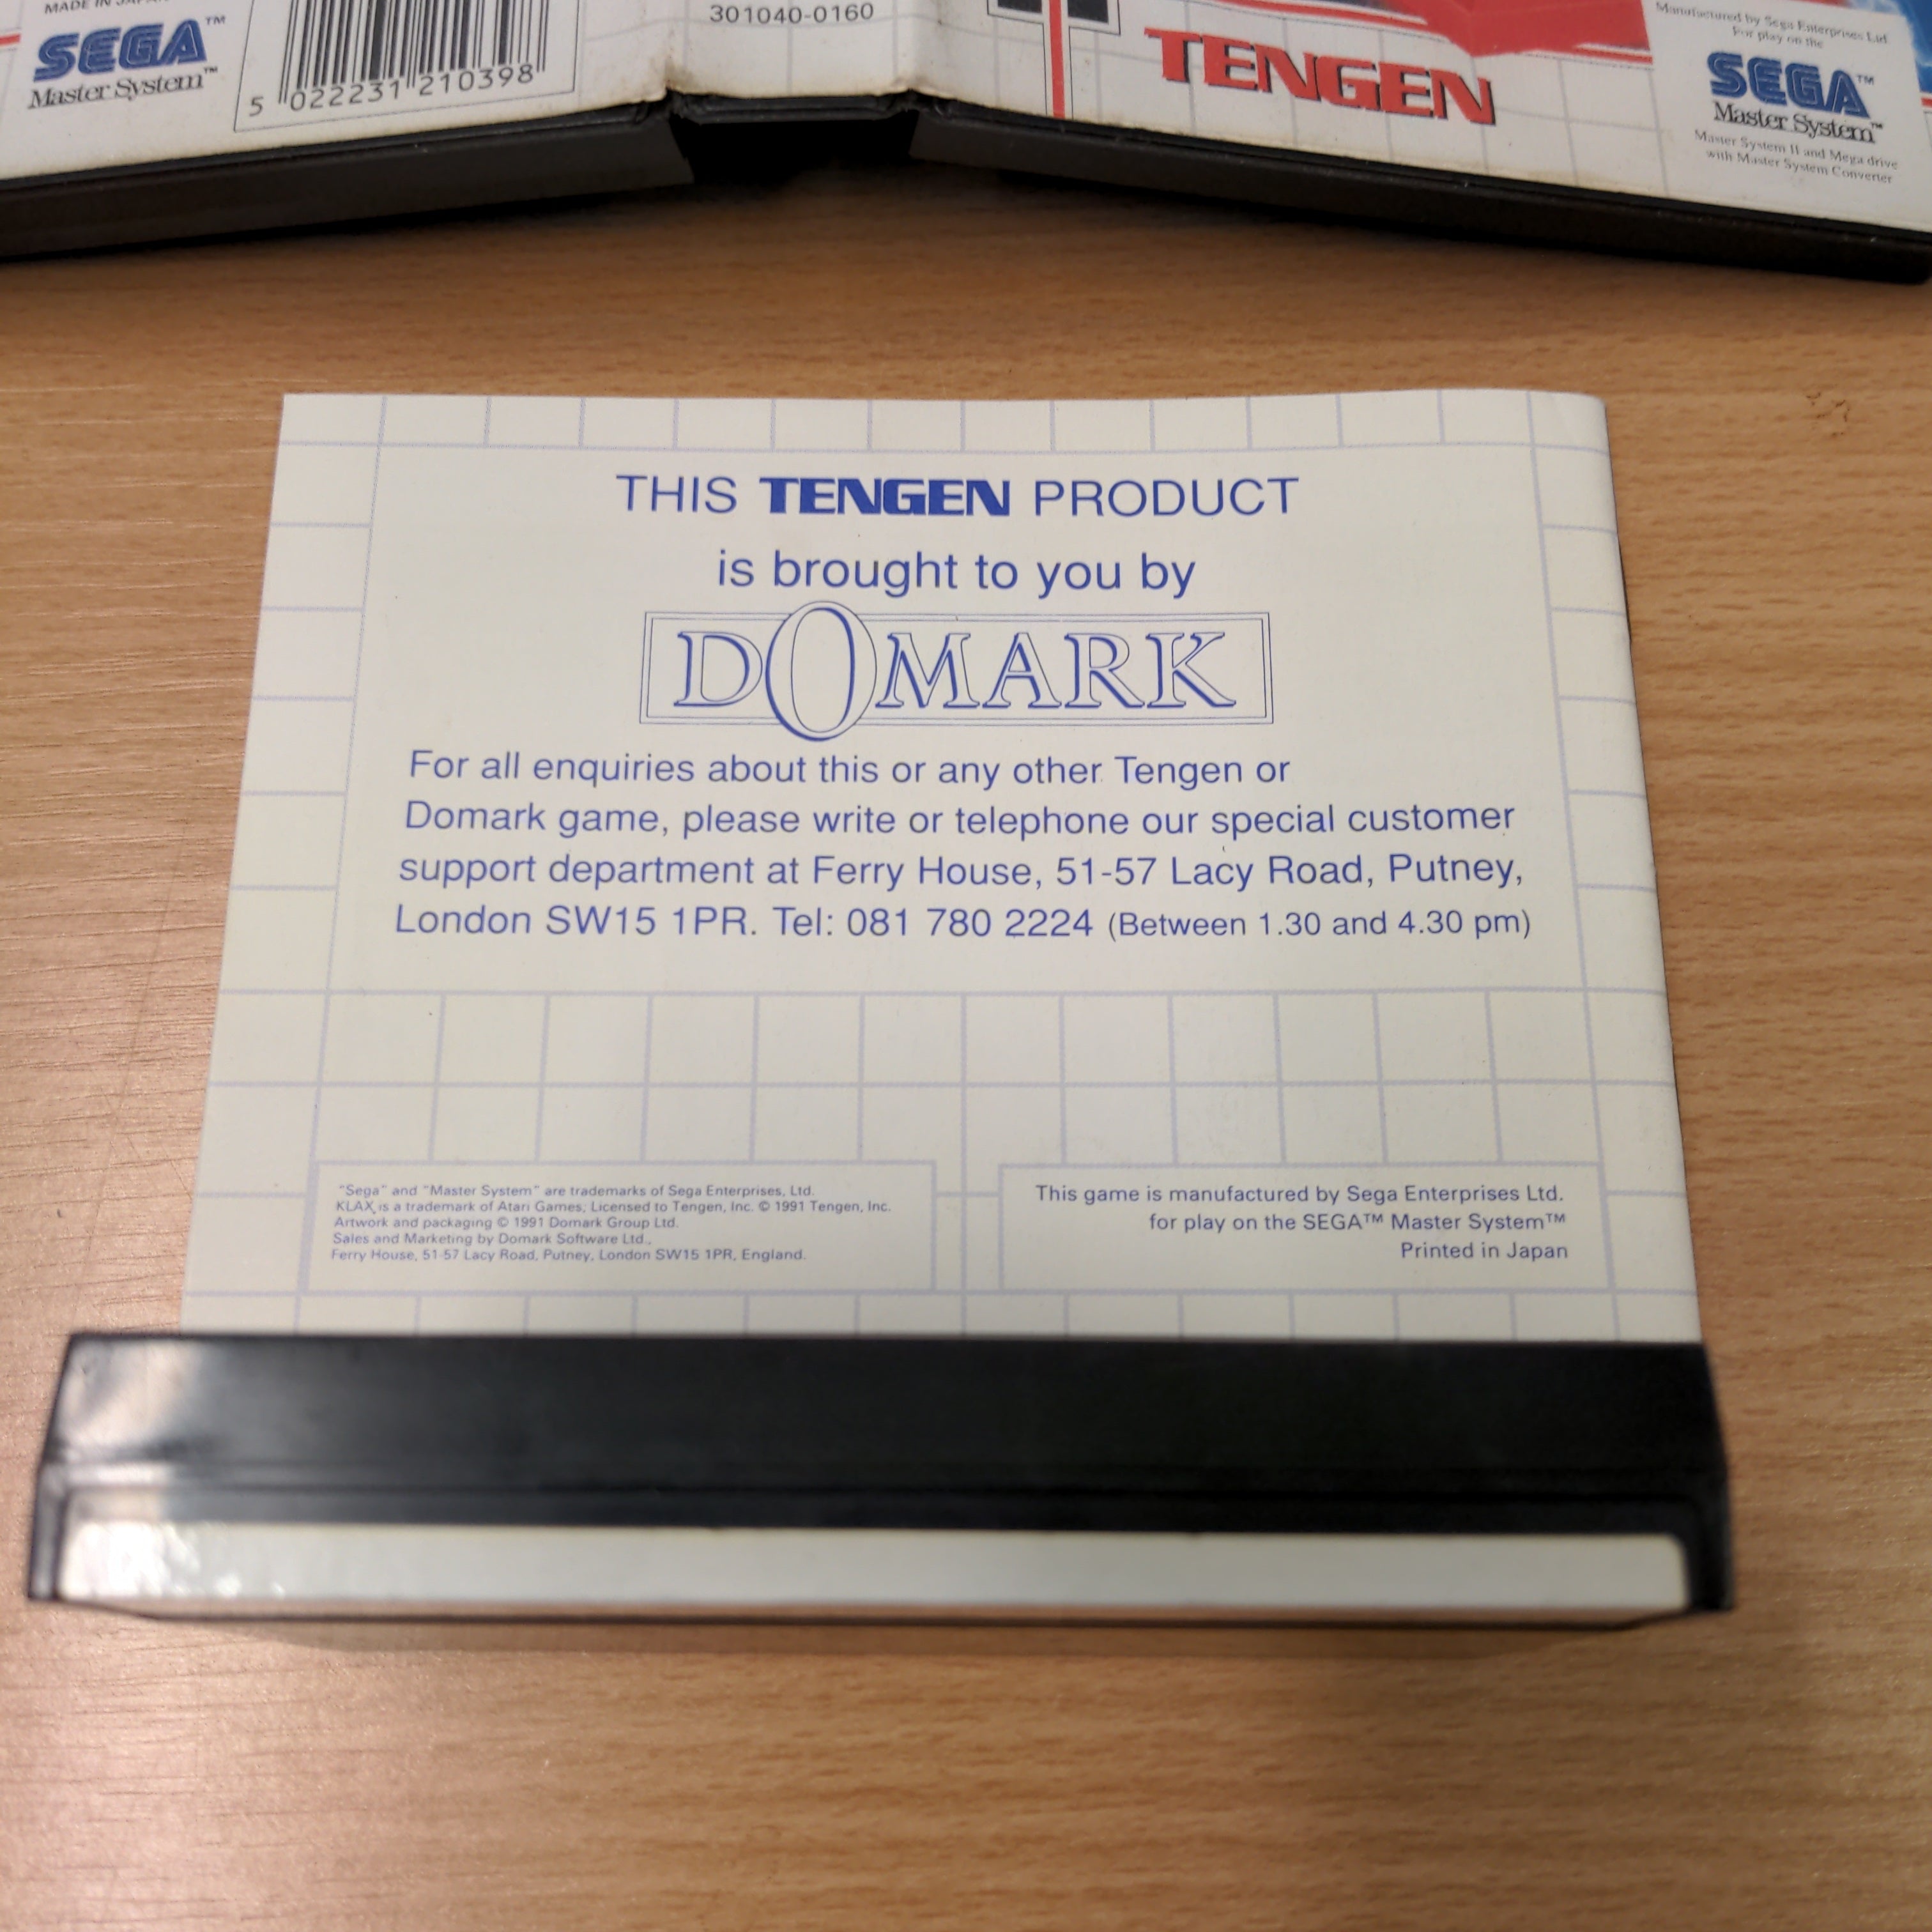 MADE IN JAPAN
SEGA™
Master System™
5 022231 210398
301040-0160
TENGEN
Manufactured by Sega Enterprises Ltd
For play on the
SEGA™
Master System™
Master System II and Mega drive
with Master System Converter
THIS TENGEN PRODUCT
is brought to you by
DOMARK
For all enquiries about this or any other Tengen or
Domark game, please write or telephone our special customer
support department at Ferry House, 51-57 Lacy Road, Putney,
London SW15 1PR. Tel: 081 780 2224 (Between 1.30 and 4.30 pm)
"Sega" and "Master System" are trademarks of Sega Enterprises, Ltd.
KLAX is a trademark of Atari Games; Licensed to Tengen, Inc. © 1991 Tengen, Inc.
Artwork and packaging © 1991 Domark Group Ltd.
Sales and Marketing by Domark Software Ltd.,
Ferry House, 51-57 Lacy Road, Putney, London SW15 1PR, England.
This game is manufactured by Sega Enterprises Ltd.
for play on the SEGA™ Master System™
Printed in Japan